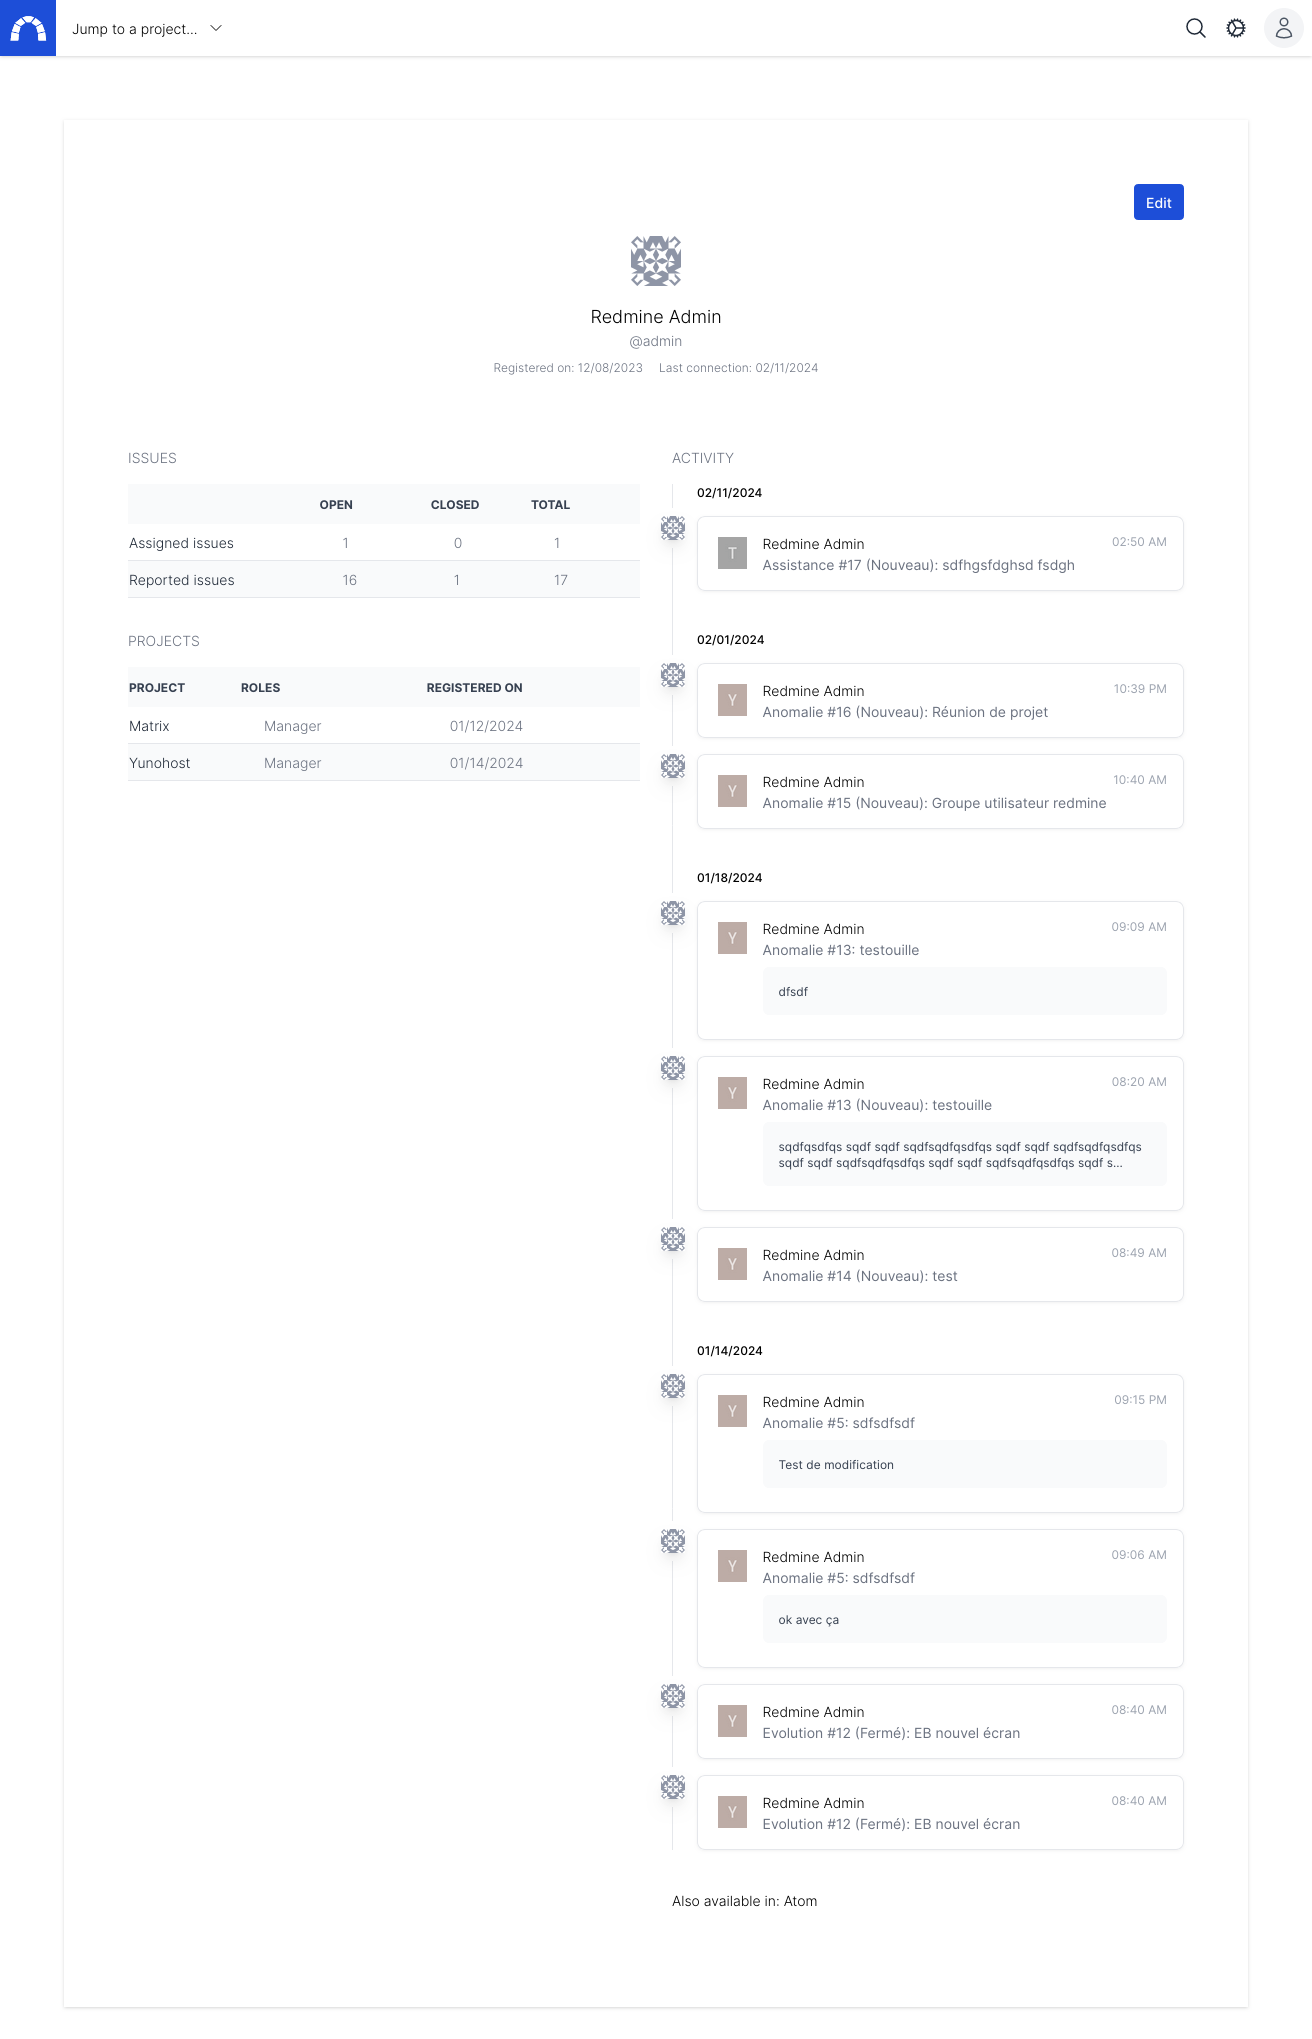 Jump to a project...
Edit
Redmine Admin
@admin
Registered on: 12/08/2023 Last connection: 02/11/2024
ISSUES
OPEN CLOSED TOTAL
Assigned issues 1 0 1
Reported issues 16 1 17
PROJECTS
PROJECT ROLES REGISTERED ON
Matrix Manager 01/12/2024
Yunohost Manager 01/14/2024
ACTIVITY
02/11/2024
T
Redmine Admin 02:50 AM
Assistance #17 (Nouveau): sdfhgsfdghsd fsdgh
02/01/2024
Y
Redmine Admin 10:39 PM
Anomalie #16 (Nouveau): Réunion de projet
Y
Redmine Admin 10:40 AM
Anomalie #15 (Nouveau): Groupe utilisateur redmine
01/18/2024
Y
Redmine Admin 09:09 AM
Anomalie #13: testouille
dfsdf
Y
Redmine Admin 08:20 AM
Anomalie #13 (Nouveau): testouille
sqdfqsdfqs sqdf sqdf sqdfsqdfqsdfqs sqdf sqdf sqdfsqdfqsdfqs
sqdf sqdf sqdfsqdfqsdfqs sqdf sqdf sqdfsqdfqsdfqs sqdf s...
Y
Redmine Admin 08:49 AM
Anomalie #14 (Nouveau): test
01/14/2024
Y
Redmine Admin 09:15 PM
Anomalie #5: sdfsdfsdf
Test de modification
Y
Redmine Admin 09:06 AM
Anomalie #5: sdfsdfsdf
ok avec ça
Y
Redmine Admin 08:40 AM
Evolution #12 (Fermé): EB nouvel écran
Y
Redmine Admin 08:40 AM
Evolution #12 (Fermé): EB nouvel écran
Also available in: Atom